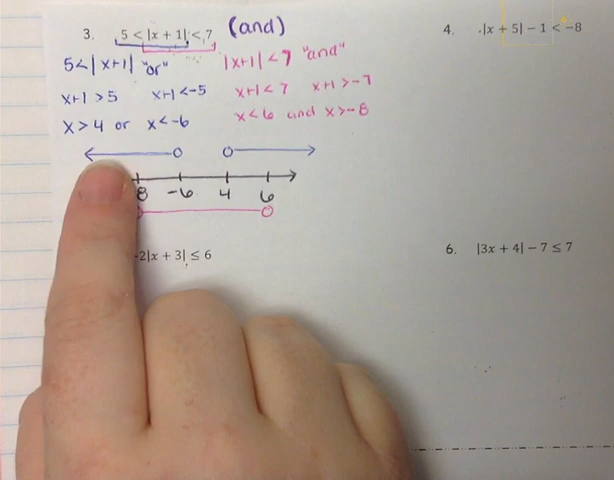 3. 5 < |x + 1| < 7 (and)
5 < |x+1| "or" |x+1| < 7 "and"
x+1 > 5 x+1 < -5 x+1 < 7 x+1 > -7
x > 4 or x < -6 x < 6 and x > -8
8 -6 4 6
-2|x + 3| ≤ 6
4. |x + 5| - 1 < -8
6. |3x + 4| - 7 ≤ 7